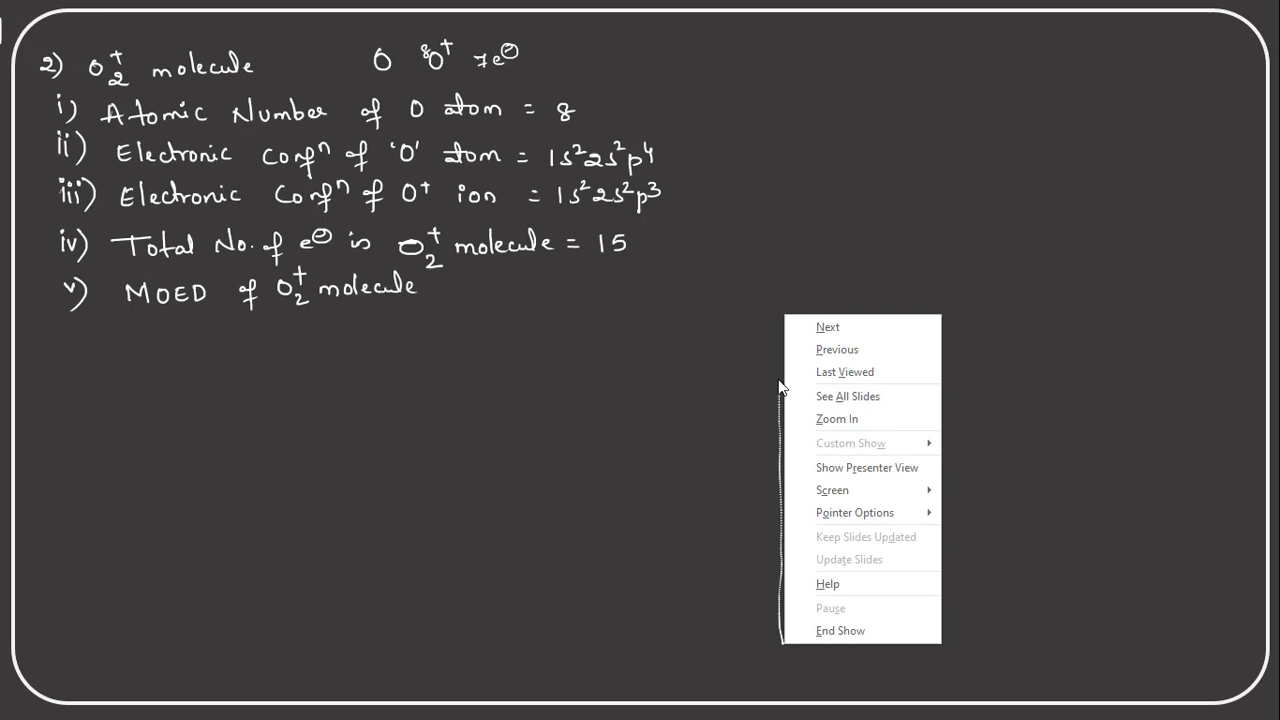 2) O₂⁺ molecule O ⁸O⁺ 7e⊖
i) Atomic Number of O atom = 8
ii) Electronic Confⁿ of 'O' atom = 1s²2s²p⁴
iii) Electronic Confⁿ of O⁺ ion = 1s²2s²p³
iv) Total No. of e⊖ in O₂⁺ molecule = 15
v) MOED of O₂⁺ molecule
Next
Previous
Last Viewed
See All Slides
Zoom In
Custom Show
Show Presenter View
Screen
Pointer Options
Keep Slides Updated
Update Slides
Help
Pause
End Show